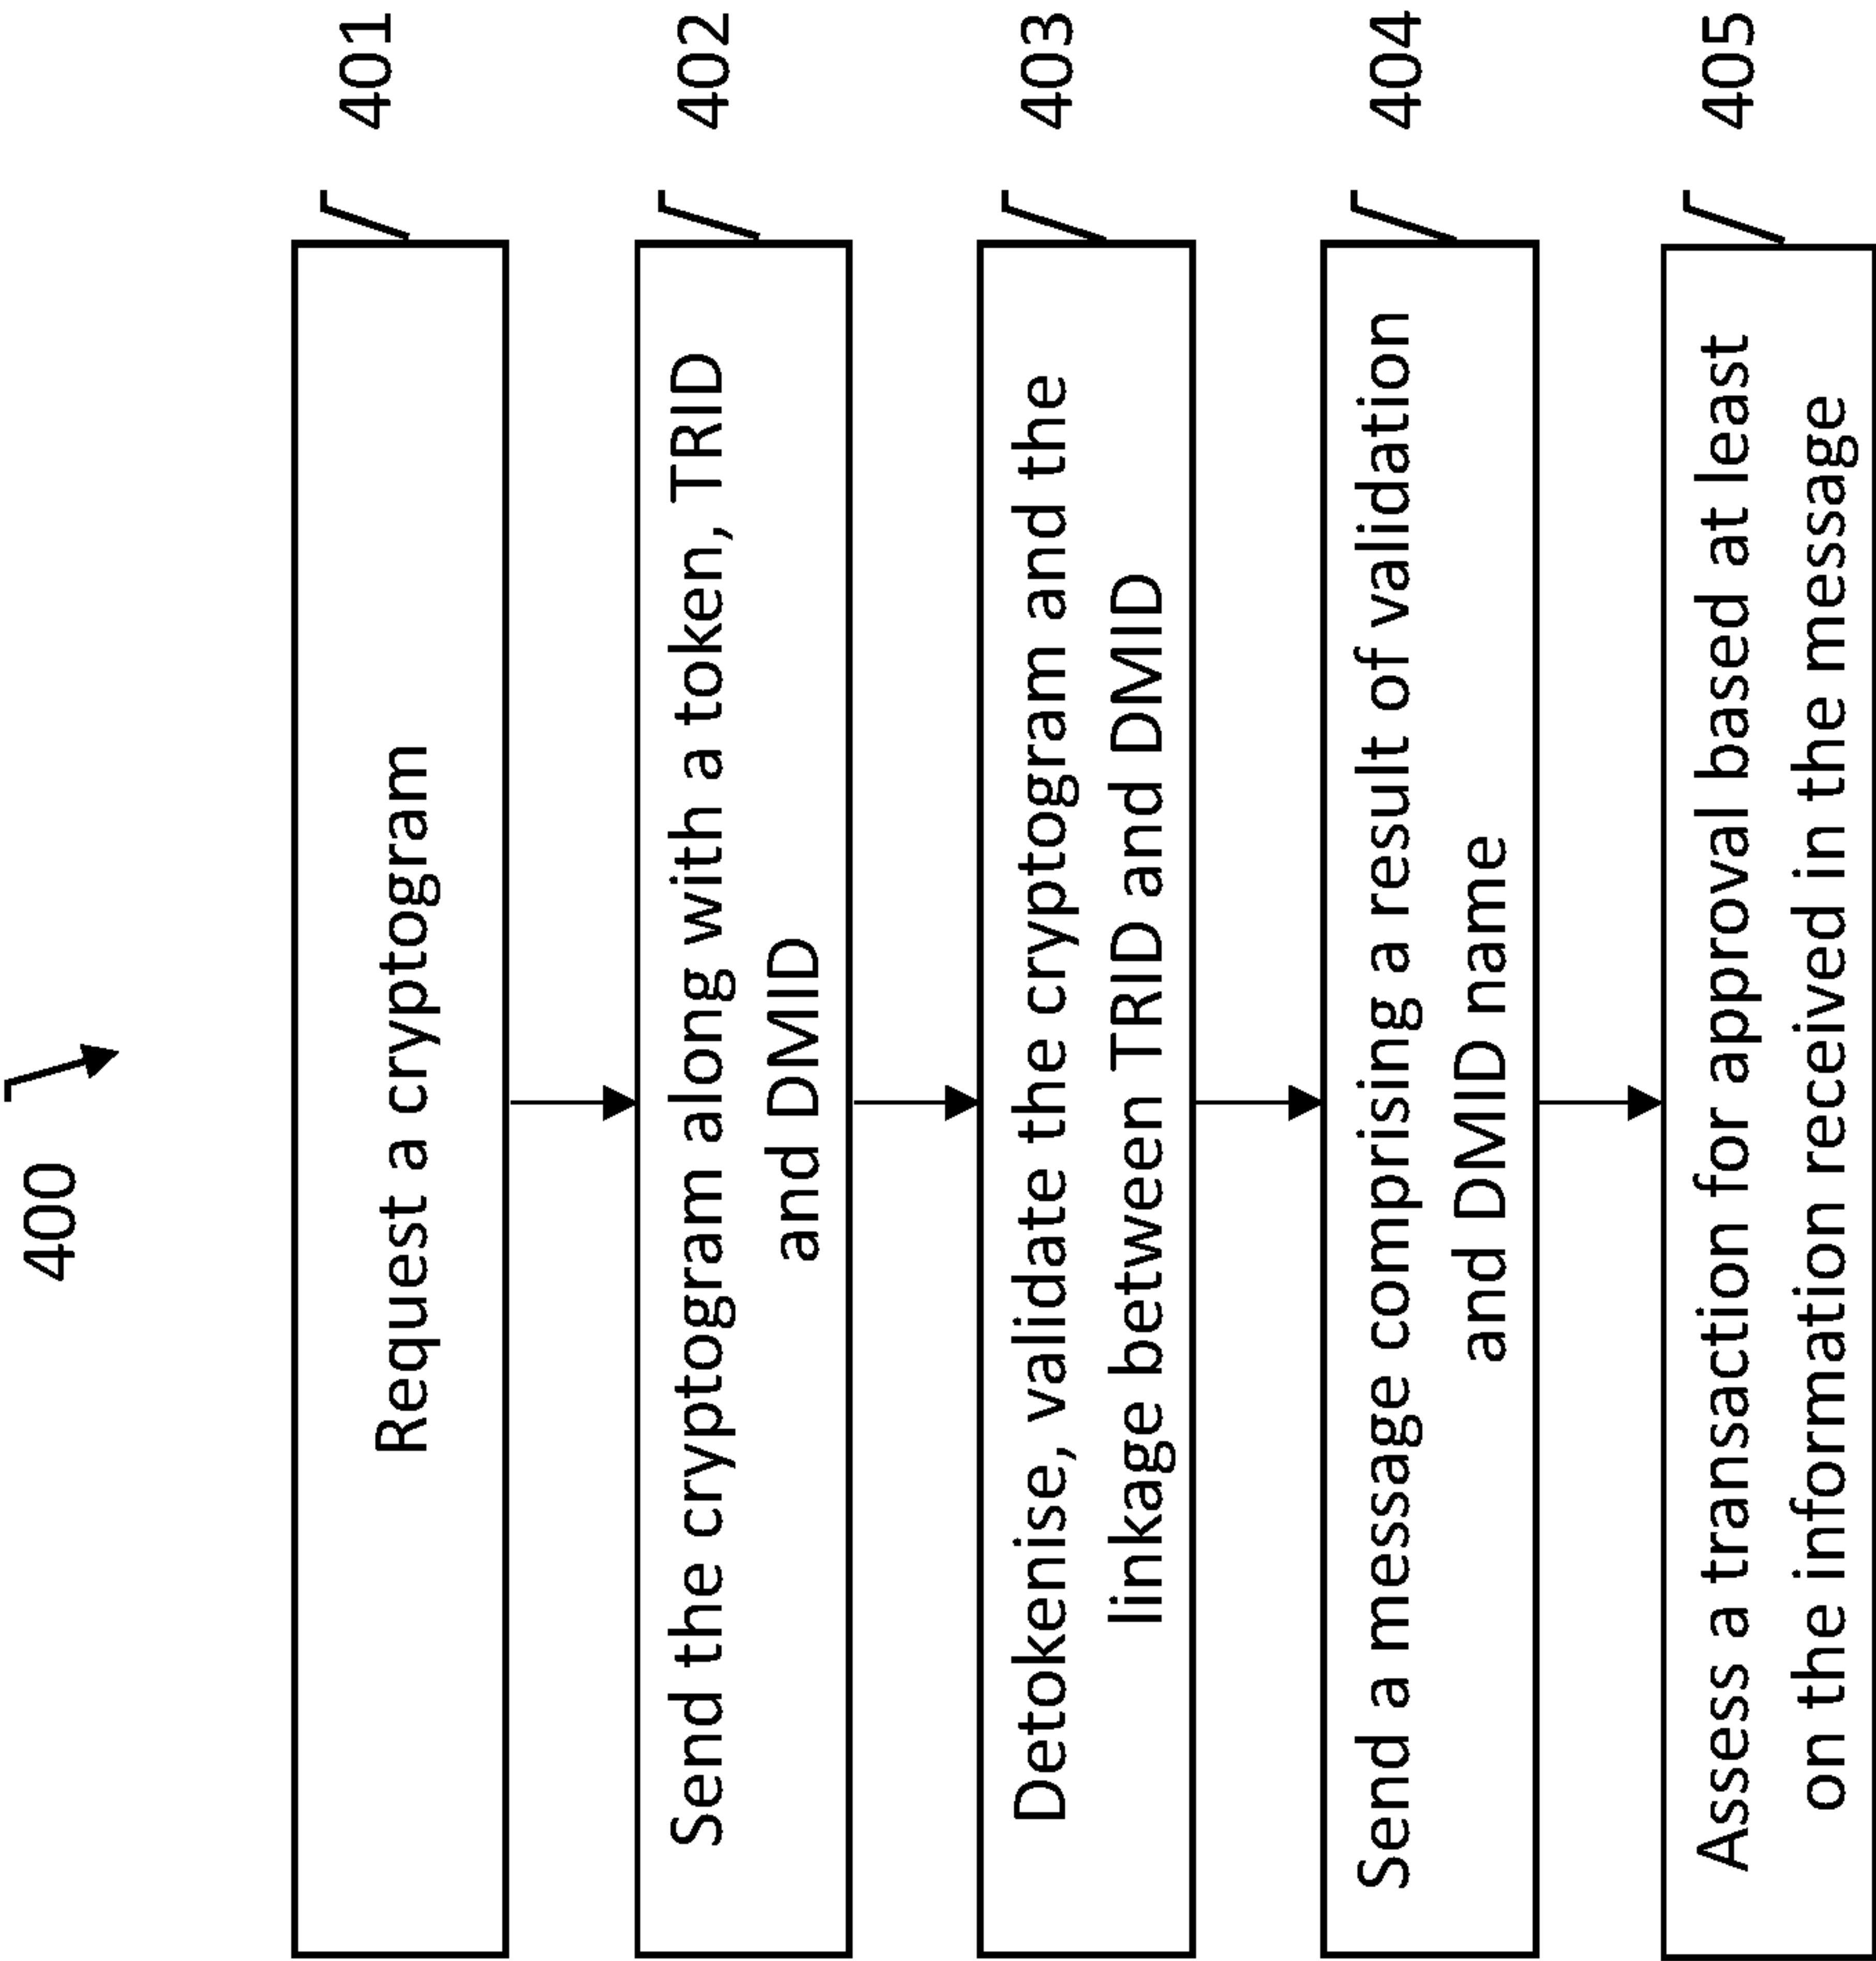 400
Request a cryptogram
401
Send the cryptogram along with a token, TRID
and DMID
402
Detokenise, validate the cryptogram and the
linkage between TRID and DMID
403
Send a message comprising a result of validation
and DMID name
404
Assess a transaction for approval based at least
on the information received in the message
405